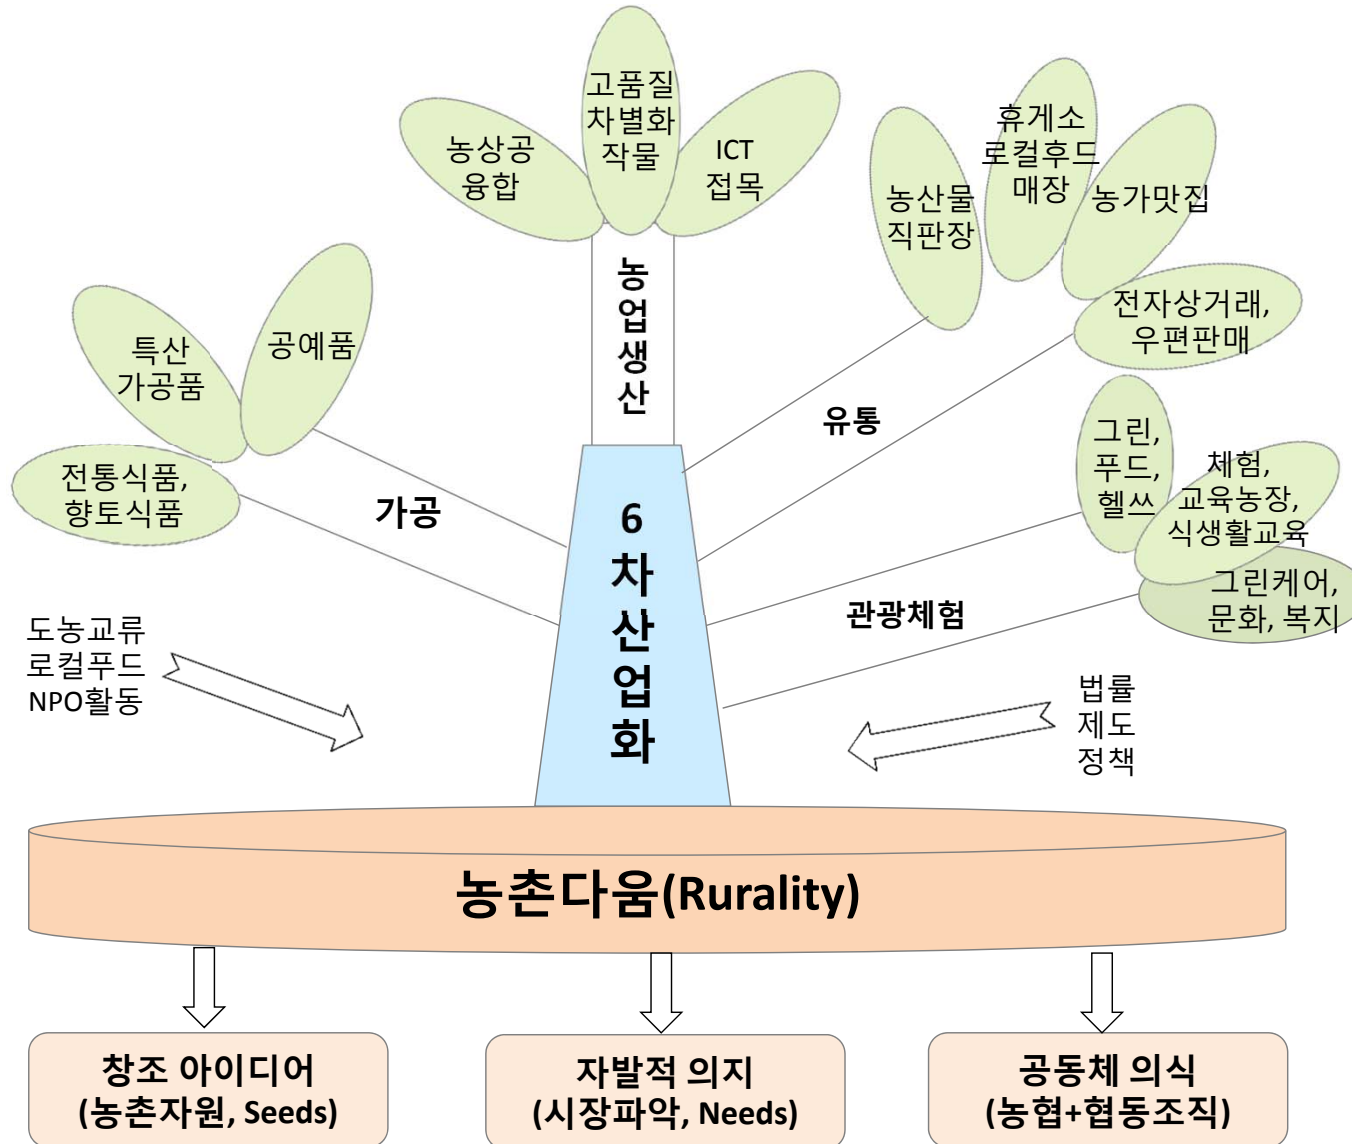 고품질
차별화
작물
농상공
융합
ICT
접목
농업생산
휴게소
로컬후드
매장
농산물
직판장
농가맛집
전자상거래,
우편판매
유통
공예품
특산
가공품
전통식품,
향토식품
가공
6차산업화
그린,
푸드,
헬쓰
체험,
교육농장,
식생활교육
그린케어,
문화, 복지
관광체험
도농교류
로컬푸드
NPO활동
법률
제도
정책
농촌다움(Rurality)
창조 아이디어
(농촌자원, Seeds)
자발적 의지
(시장파악, Needs)
공동체 의식
(농협+협동조직)